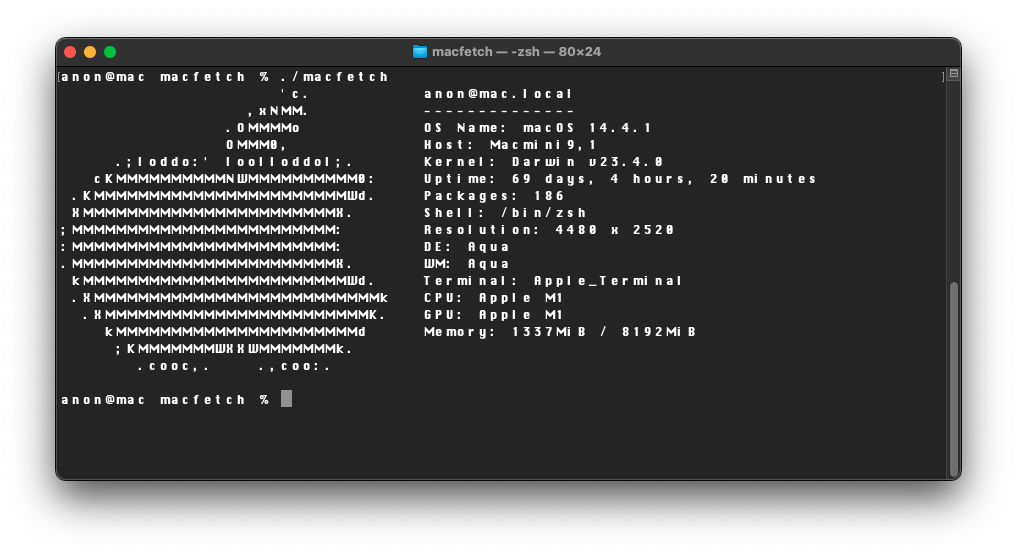 macfetch — -zsh — 80×24
[anon@mac macfetch % ./macfetch ]
'c. anon@mac.local
,xNMM. --------------
.OMMMMo OS Name: macOS 14.4.1
OMMM0, Host: Macmini9,1
.;loddo:' loolloddol;. Kernel: Darwin v23.4.0
cKMMMMMMMMMMNWMMMMMMMMMM0: Uptime: 69 days, 4 hours, 20 minutes
.KMMMMMMMMMMMMMMMMMMMMMMMWd. Packages: 186
XMMMMMMMMMMMMMMMMMMMMMMMX. Shell: /bin/zsh
;MMMMMMMMMMMMMMMMMMMMMMMM: Resolution: 4480 x 2520
:MMMMMMMMMMMMMMMMMMMMMMMM: DE: Aqua
.MMMMMMMMMMMMMMMMMMMMMMMMX. WM: Aqua
kMMMMMMMMMMMMMMMMMMMMMMMMWd. Terminal: Apple_Terminal
.XMMMMMMMMMMMMMMMMMMMMMMMMMMk CPU: Apple M1
.XMMMMMMMMMMMMMMMMMMMMMMMMK. GPU: Apple M1
kMMMMMMMMMMMMMMMMMMMMMMd Memory: 1337MiB / 8192MiB
;KMMMMMMMWXXWMMMMMMMk.
.cooc,. .,coo:.
anon@mac macfetch %